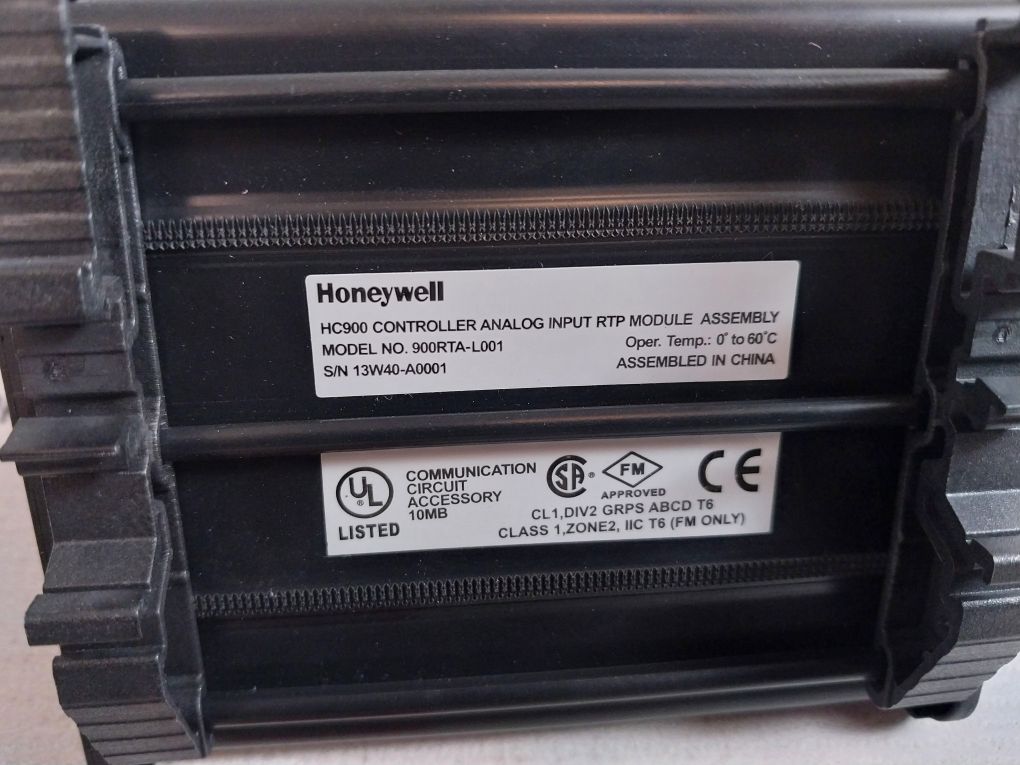 Honeywell
HC900 CONTROLLER ANALOG INPUT RTP MODULE ASSEMBLY
MODEL NO. 900RTA-L001
Oper. Temp.: 0° to 60°C
S/N 13W40-A0001
ASSEMBLED IN CHINA
UL
LISTED
COMMUNICATION
CIRCUIT
ACCESSORY
10MB
SA ®
FM
APPROVED
CE
CL1,DIV2 GRPS ABCD T6
CLASS 1,ZONE2, IIC T6 (FM ONLY)